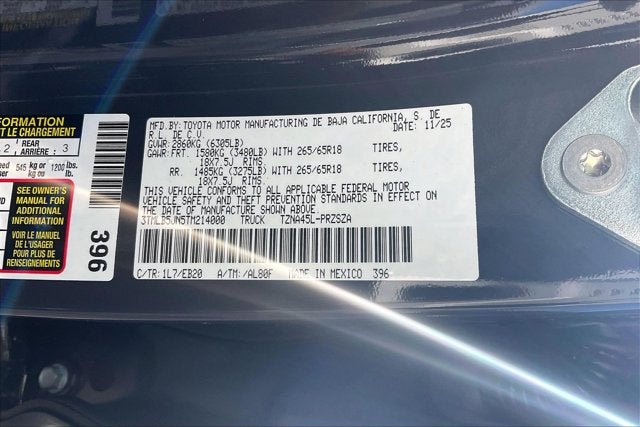 FORMATION
ET LE CHARGEMENT
2 REAR ARRIÈRE : 3
seed 545 kg or 1200 lbs.
SEE OWNER'S
MANUAL FOR
ADDITIONAL
INFORMATION
VOIR LE MANUEL
DE L'USAGER
POUR PLUS DE
RENSEIGNEMENTS
396
MFD.BY:TOYOTA MOTOR MANUFACTURING DE BAJA CALIFORNIA, S. DE
R.L. DE C.V. DATE: 11/25
GVWR: 2860KG (6305LB)
GAWR: FRT. 1580KG (3480LB) WITH 265/65R18 TIRES,
18X7.5J RIMS.
RR. 1485KG (3275LB) WITH 265/65R18 TIRES,
18X7.5J RIMS.
THIS VEHICLE CONFORMS TO ALL APPLICABLE FEDERAL MOTOR
VEHICLE SAFETY AND THEFT PREVENTION STANDARDS IN EFFECT ON
THE DATE OF MANUFACTURE SHOWN ABOVE.
3TMLB5JN5TM214000 TRUCK TZNA45L-PRZSZA
C/TR:1L7/EB20 A/TM:/AL80F MADE IN MEXICO 396